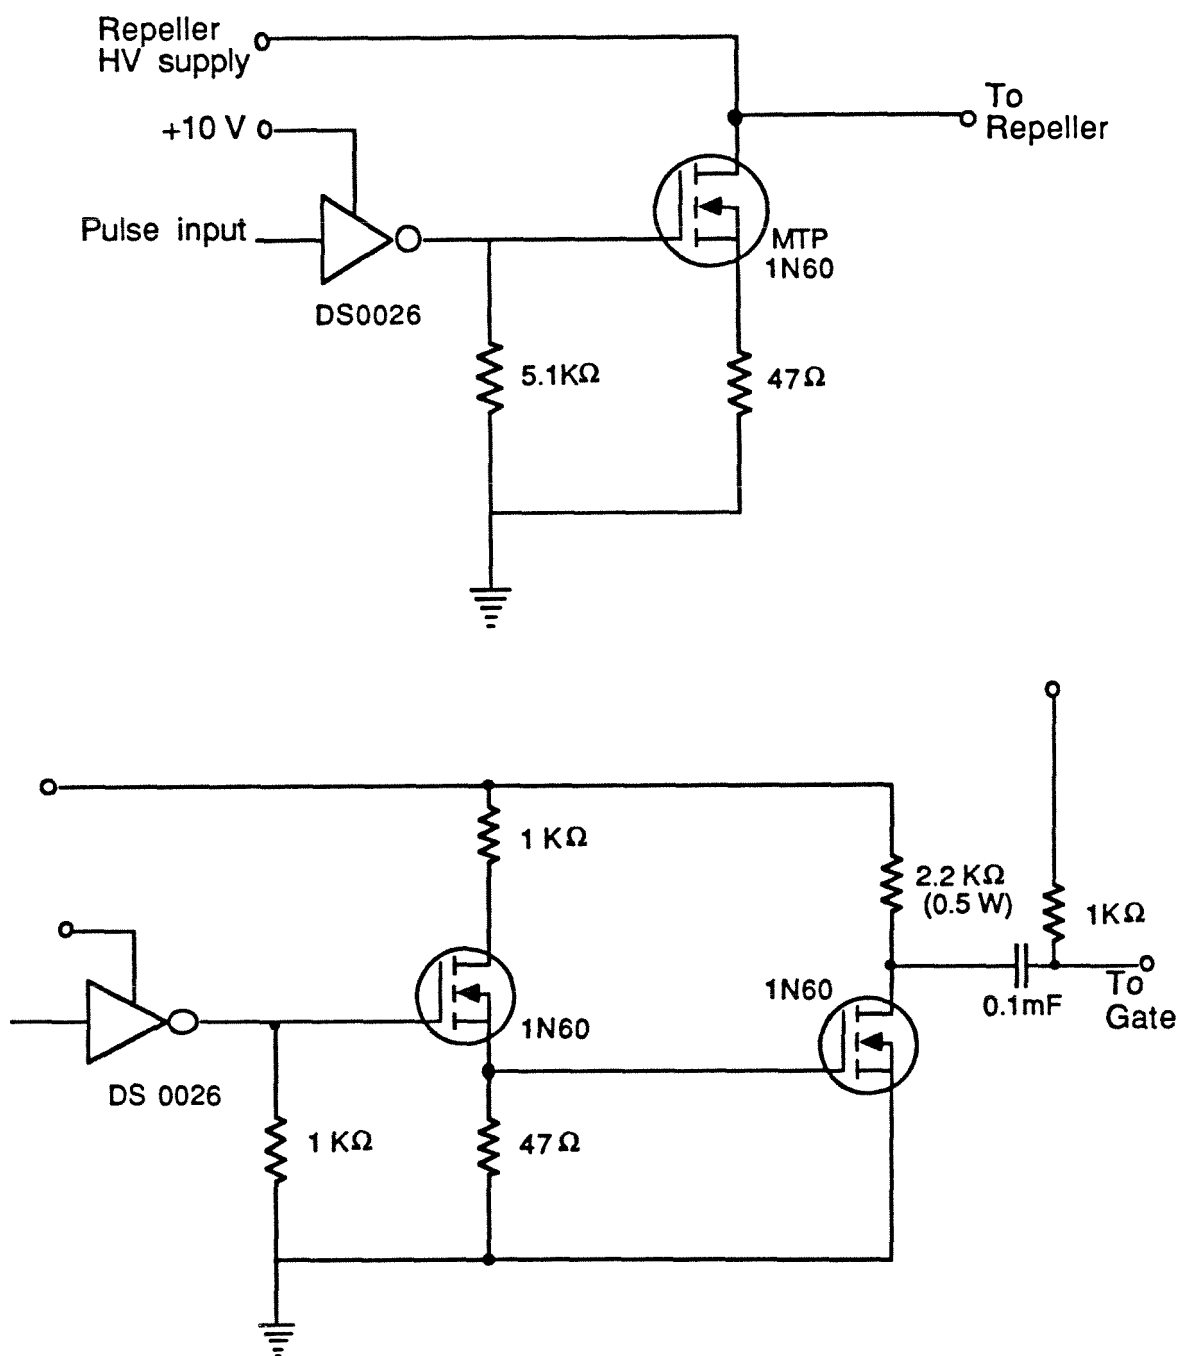 Repeller
HV supply
+10 V
To
Repeller
Pulse input
MTP
1N60
DS0026
5.1KΩ
47Ω
1 KΩ
2.2 KΩ
(0.5 W)
1KΩ
1N60
0.1mF
To
Gate
1N60
DS 0026
1 KΩ
47Ω